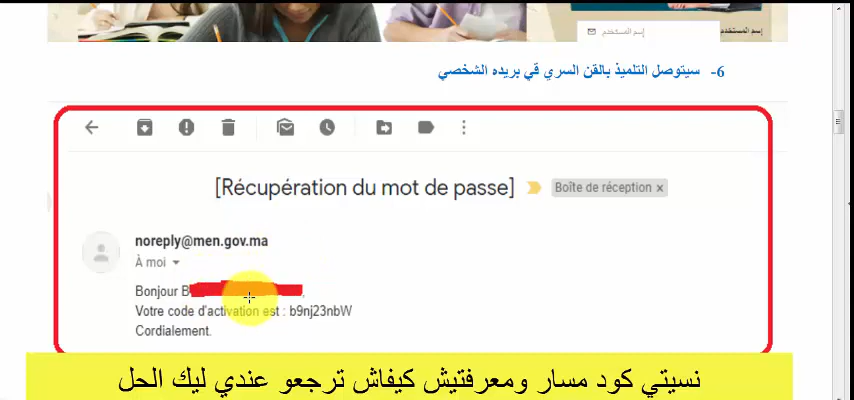 إسم المستخدم
إسم المستخدم
6- سيتوصل التلميذ بالقن السري في بريده الشخصي
[Récupération du mot de passe]
Boîte de réception ×
noreply@men.gov.ma
À moi
Bonjour B
Votre code d'activation est : b9nj23nbW
Cordialement.
نسيتي كود مسار ومعرفتيش كيفاش ترجعو عندي ليك الحل